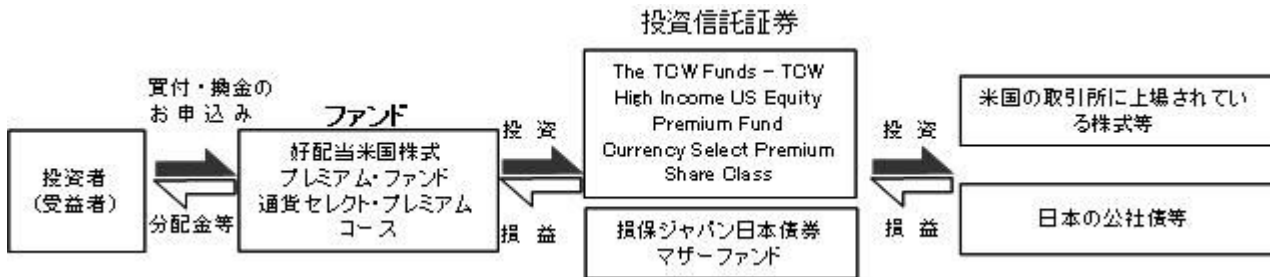 投資信託証券
買付・換金の
お申込み
ファンド
投資
投資
投資者
(受益者)
好配当米国株式
プレミアム・ファンド
通貨セレクト・プレミアム
コース
The TCW Funds – TCW
High Income US Equity
Premium Fund
Currency Select Premium
Share Class
米国の取引所に上場されてい
る株式等
分配金等
損益
損保ジャパン日本債券
マザーファンド
損益
日本の公社債等